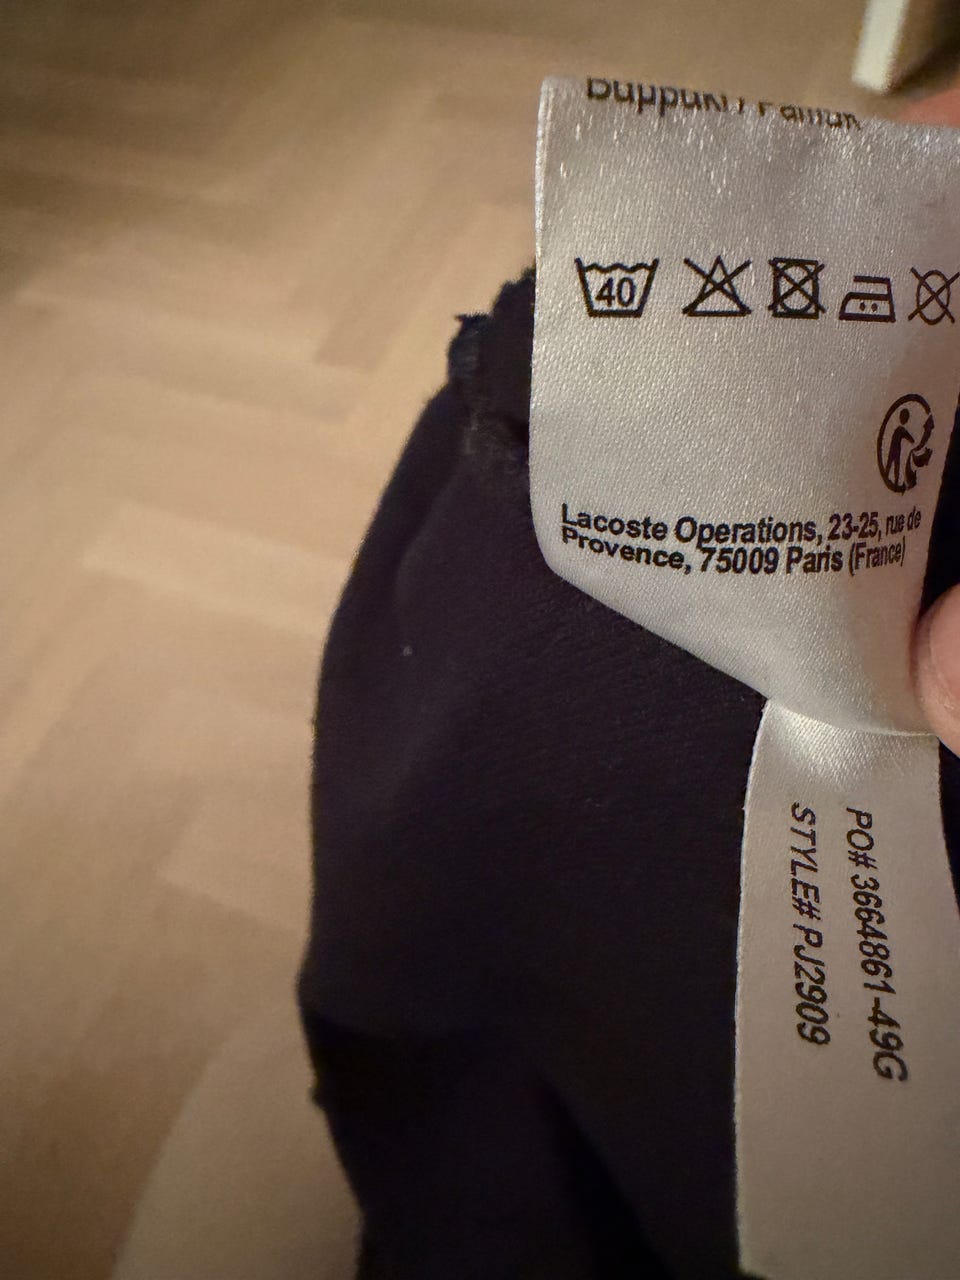 40
Lacoste Operations, 23-25, rue de
Provence, 75009 Paris (France)
PO# 3664861-49G
STYLE# PJ2909